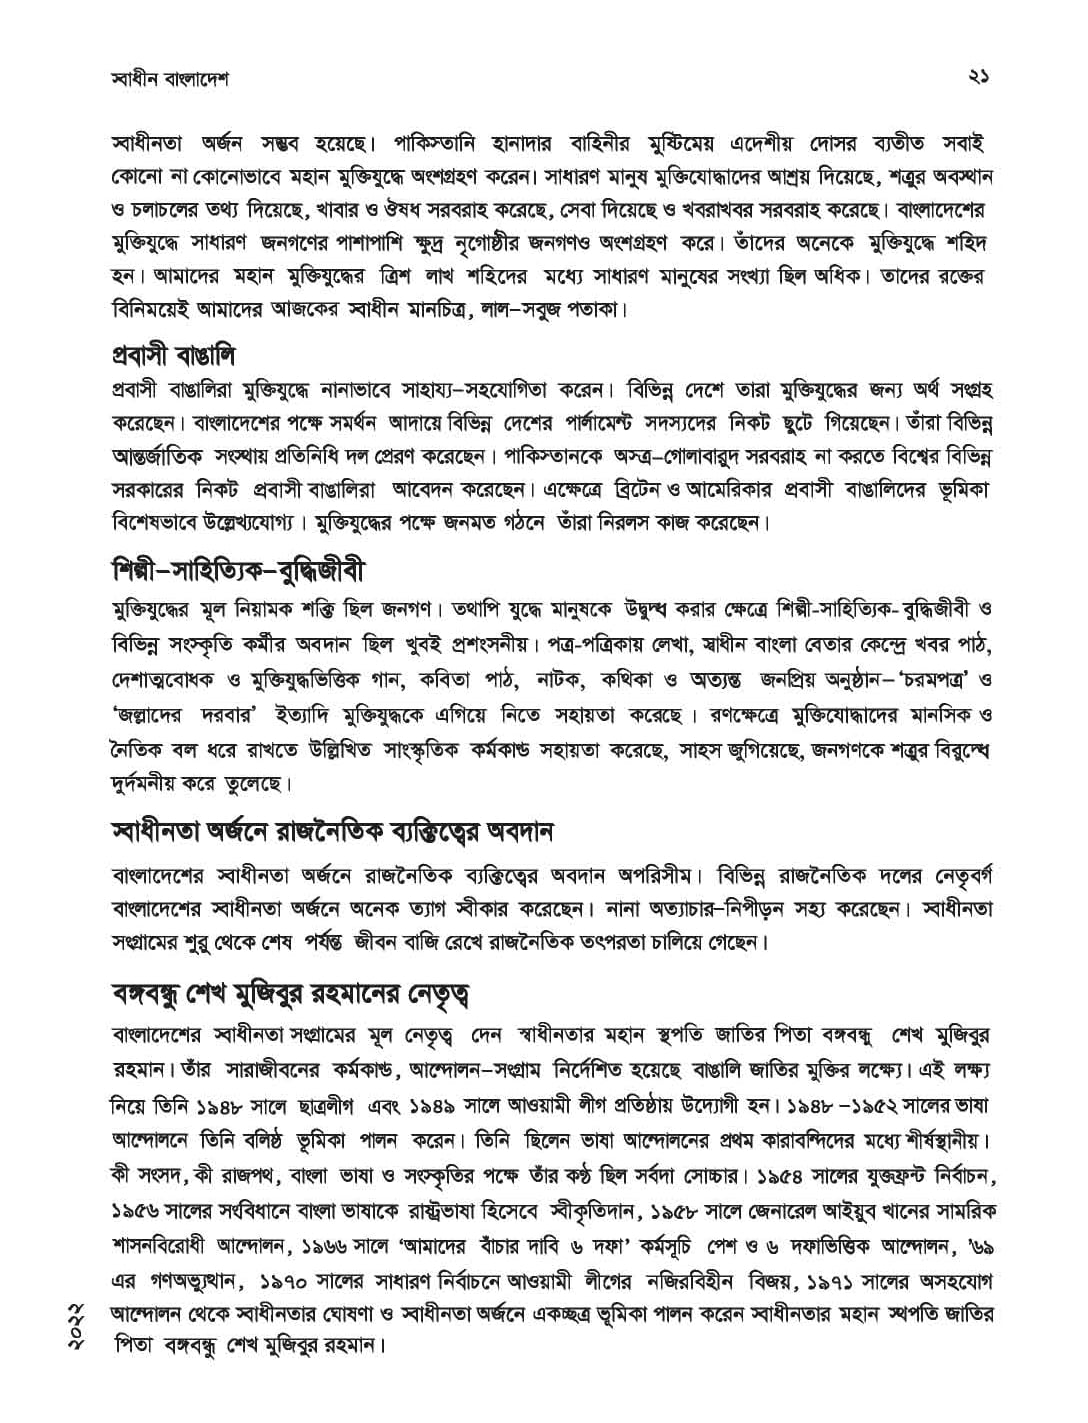 স্বাধীন বাংলাদেশ ২১
স্বাধীনতা অর্জন সম্ভব হয়েছে। পাকিস্তানি হানাদার বাহিনীর মুষ্টিমেয় এদেশীয় দোসর ব্যতীত সবাই
কোনো না কোনোভাবে মহান মুক্তিযুদ্ধে অংশগ্রহণ করেন। সাধারণ মানুষ মুক্তিযোদ্ধাদের আশ্রয় দিয়েছে, শত্রুর অবস্থান
ও চলাচলের তথ্য দিয়েছে, খাবার ও ঔষধ সরবরাহ করেছে, সেবা দিয়েছে ও খবরাখবর সরবরাহ করেছে। বাংলাদেশের
মুক্তিযুদ্ধে সাধারণ জনগণের পাশাপাশি ক্ষুদ্র নৃগোষ্ঠীর জনগণও অংশগ্রহণ করে। তাঁদের অনেকে মুক্তিযুদ্ধে শহিদ
হন। আমাদের মহান মুক্তিযুদ্ধের ত্রিশ লাখ শহিদের মধ্যে সাধারণ মানুষের সংখ্যা ছিল অধিক। তাদের রক্তের
বিনিময়েই আমাদের আজকের স্বাধীন মানচিত্র, লাল–সবুজ পতাকা।
প্রবাসী বাঙালি
প্রবাসী বাঙালিরা মুক্তিযুদ্ধে নানাভাবে সাহায্য–সহযোগিতা করেন। বিভিন্ন দেশে তারা মুক্তিযুদ্ধের জন্য অর্থ সংগ্রহ
করেছেন। বাংলাদেশের পক্ষে সমর্থন আদায়ে বিভিন্ন দেশের পার্লামেন্ট সদস্যদের নিকট ছুটে গিয়েছেন। তাঁরা বিভিন্ন
আন্তর্জাতিক সংস্থায় প্রতিনিধি দল প্রেরণ করেছেন। পাকিস্তানকে অস্ত্র–গোলাবারুদ সরবরাহ না করতে বিশ্বের বিভিন্ন
সরকারের নিকট প্রবাসী বাঙালিরা আবেদন করেছেন। এক্ষেত্রে ব্রিটেন ও আমেরিকার প্রবাসী বাঙালিদের ভূমিকা
বিশেষভাবে উল্লেখ্যযোগ্য । মুক্তিযুদ্ধের পক্ষে জনমত গঠনে তাঁরা নিরলস কাজ করেছেন।
শিল্পী–সাহিত্যিক–বুদ্ধিজীবী
মুক্তিযুদ্ধের মূল নিয়ামক শক্তি ছিল জনগণ। তথাপি যুদ্ধে মানুষকে উদ্বুদ্ধ করার ক্ষেত্রে শিল্পী-সাহিত্যিক- বুদ্ধিজীবী ও
বিভিন্ন সংস্কৃতি কর্মীর অবদান ছিল খুবই প্রশংসনীয়। পত্র-পত্রিকায় লেখা, স্বাধীন বাংলা বেতার কেন্দ্রে খবর পাঠ,
দেশাত্মবোধক ও মুক্তিযুদ্ধভিত্তিক গান, কবিতা পাঠ, নাটক, কথিকা ও অত্যন্ত জনপ্রিয় অনুষ্ঠান– ‘চরমপত্র’ ও
‘জল্লাদের দরবার’ ইত্যাদি মুক্তিযুদ্ধকে এগিয়ে নিতে সহায়তা করেছে । রণক্ষেত্রে মুক্তিযোদ্ধাদের মানসিক ও
নৈতিক বল ধরে রাখতে উল্লিখিত সাংস্কৃতিক কর্মকান্ড সহায়তা করেছে, সাহস জুগিয়েছে, জনগণকে শত্রুর বিরুদ্ধে
দুর্দমনীয় করে তুলেছে।
স্বাধীনতা অর্জনে রাজনৈতিক ব্যক্তিত্বের অবদান
বাংলাদেশের স্বাধীনতা অর্জনে রাজনৈতিক ব্যক্তিত্বের অবদান অপরিসীম। বিভিন্ন রাজনৈতিক দলের নেতৃবর্গ
বাংলাদেশের স্বাধীনতা অর্জনে অনেক ত্যাগ স্বীকার করেছেন। নানা অত্যাচার–নিপীড়ন সহ্য করেছেন। স্বাধীনতা
সংগ্রামের শুরু থেকে শেষ পর্যন্ত জীবন বাজি রেখে রাজনৈতিক তৎপরতা চালিয়ে গেছেন।
বঙ্গবন্ধু শেখ মুজিবুর রহমানের নেতৃত্ব
বাংলাদেশের স্বাধীনতা সংগ্রামের মূল নেতৃত্ব দেন স্বাধীনতার মহান স্থপতি জাতির পিতা বঙ্গবন্ধু শেখ মুজিবুর
রহমান। তাঁর সারাজীবনের কর্মকান্ড, আন্দোলন–সংগ্রাম নির্দেশিত হয়েছে বাঙালি জাতির মুক্তির লক্ষ্যে। এই লক্ষ্য
নিয়ে তিনি ১৯৪৮ সালে ছাত্রলীগ এবং ১৯৪৯ সালে আওয়ামী লীগ প্রতিষ্ঠায় উদ্যোগী হন। ১৯৪৮ –১৯৫২ সালের ভাষা
আন্দোলনে তিনি বলিষ্ঠ ভূমিকা পালন করেন। তিনি ছিলেন ভাষা আন্দোলনের প্রথম কারাবন্দিদের মধ্যে শীর্ষস্থানীয়।
কী সংসদ, কী রাজপথ, বাংলা ভাষা ও সংস্কৃতির পক্ষে তাঁর কণ্ঠ ছিল সর্বদা সোচ্চার। ১৯৫৪ সালের যুক্তফ্রন্ট নির্বাচন,
১৯৫৬ সালের সংবিধানে বাংলা ভাষাকে রাষ্ট্রভাষা হিসেবে স্বীকৃতিদান, ১৯৫৮ সালে জেনারেল আইয়ুব খানের সামরিক
শাসনবিরোধী আন্দোলন, ১৯৬৬ সালে ‘আমাদের বাঁচার দাবি ৬ দফা’ কর্মসূচি পেশ ও ৬ দফাভিত্তিক আন্দোলন, ’৬৯
এর গণঅভ্যুত্থান, ১৯৭০ সালের সাধারণ নির্বাচনে আওয়ামী লীগের নজিরবিহীন বিজয়, ১৯৭১ সালের অসহযোগ
আন্দোলন থেকে স্বাধীনতার ঘোষণা ও স্বাধীনতা অর্জনে একচ্ছত্র ভূমিকা পালন করেন স্বাধীনতার মহান স্থপতি জাতির
পিতা বঙ্গবন্ধু শেখ মুজিবুর রহমান।
২০২২